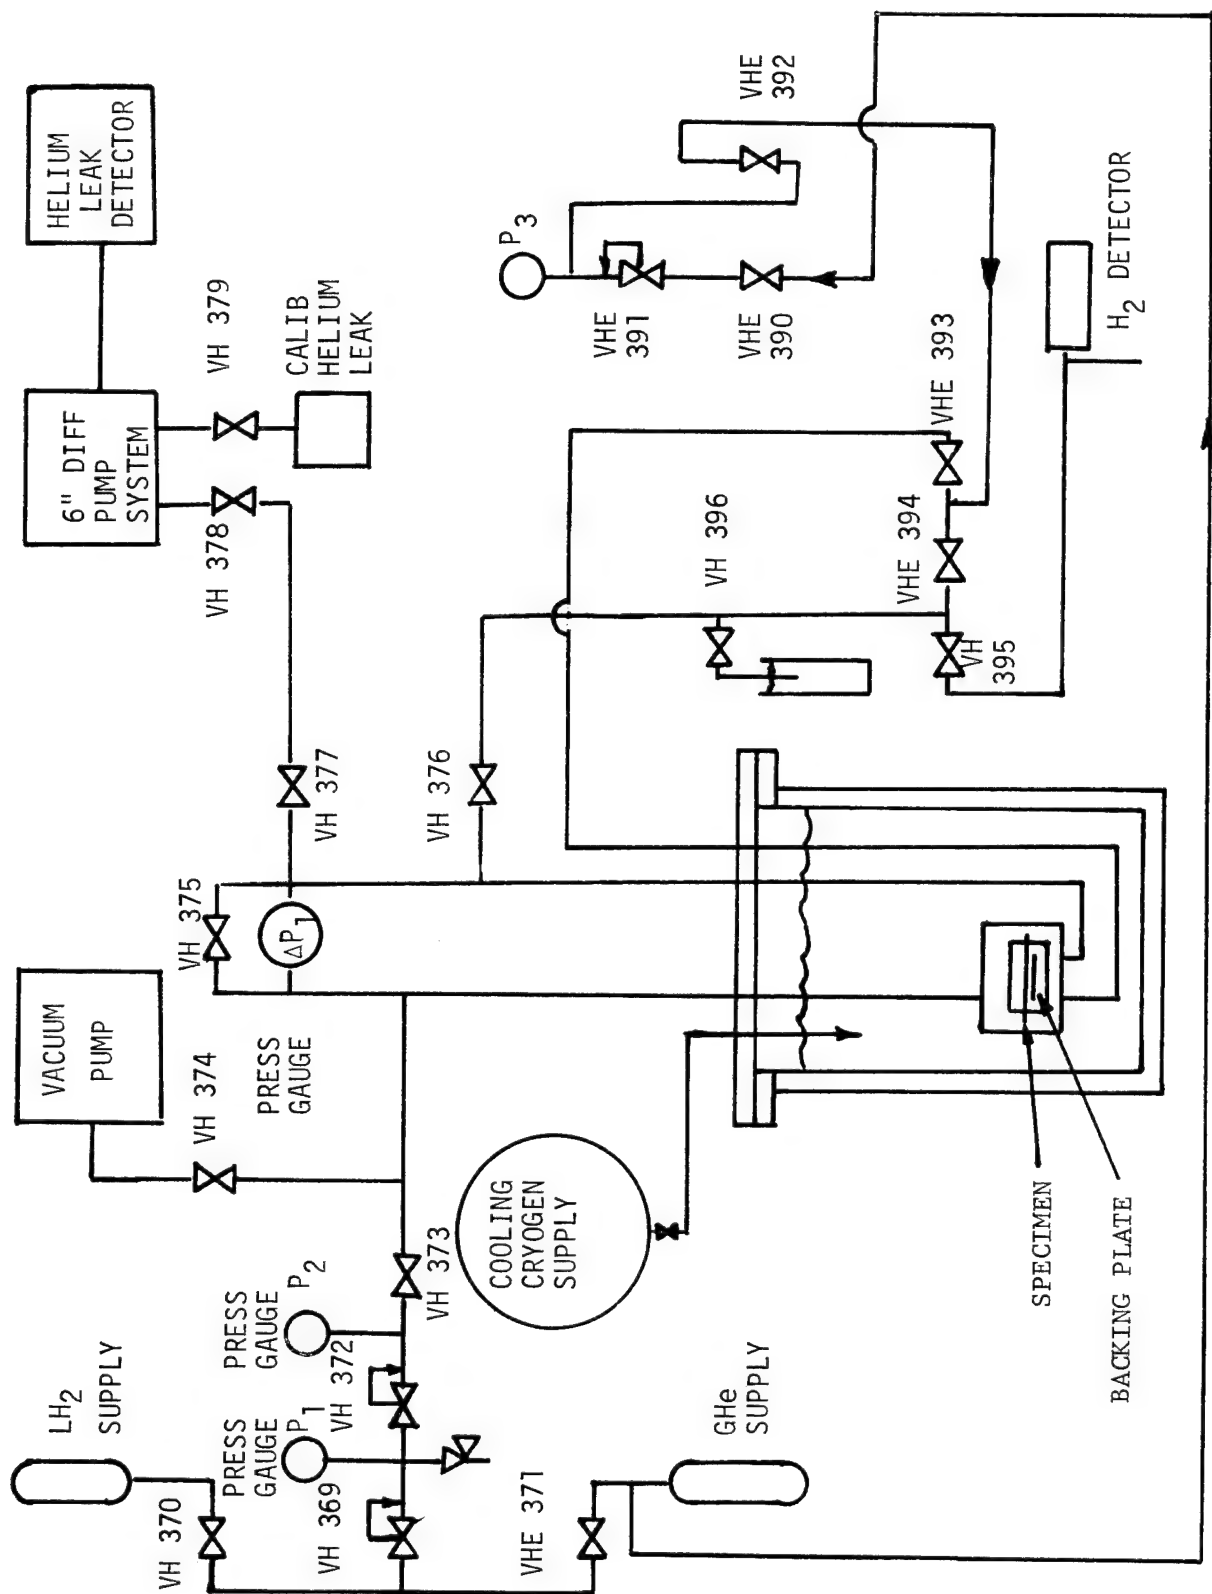 HELIUM
LEAK
DETECTOR
6" DIFF
PUMP
SYSTEM
VH 379
CALIB
HELIUM
LEAK
VH 378
VH 377
VH 376
VH 375
ΔP1
PRESS
GAUGE
VACUUM
PUMP
VH 374
VH 373
PRESS
GAUGE P2
VH 372
PRESS
GAUGE P1
VH 369
LH2
SUPPLY
VH 370
VHE 371
GHe
SUPPLY
COOLING
CRYOGEN
SUPPLY
SPECIMEN
BACKING PLATE
VHE
392
P3
VHE
391
VHE
390
VHE 393
VHE 394
VH
395
VH 396
H2 DETECTOR